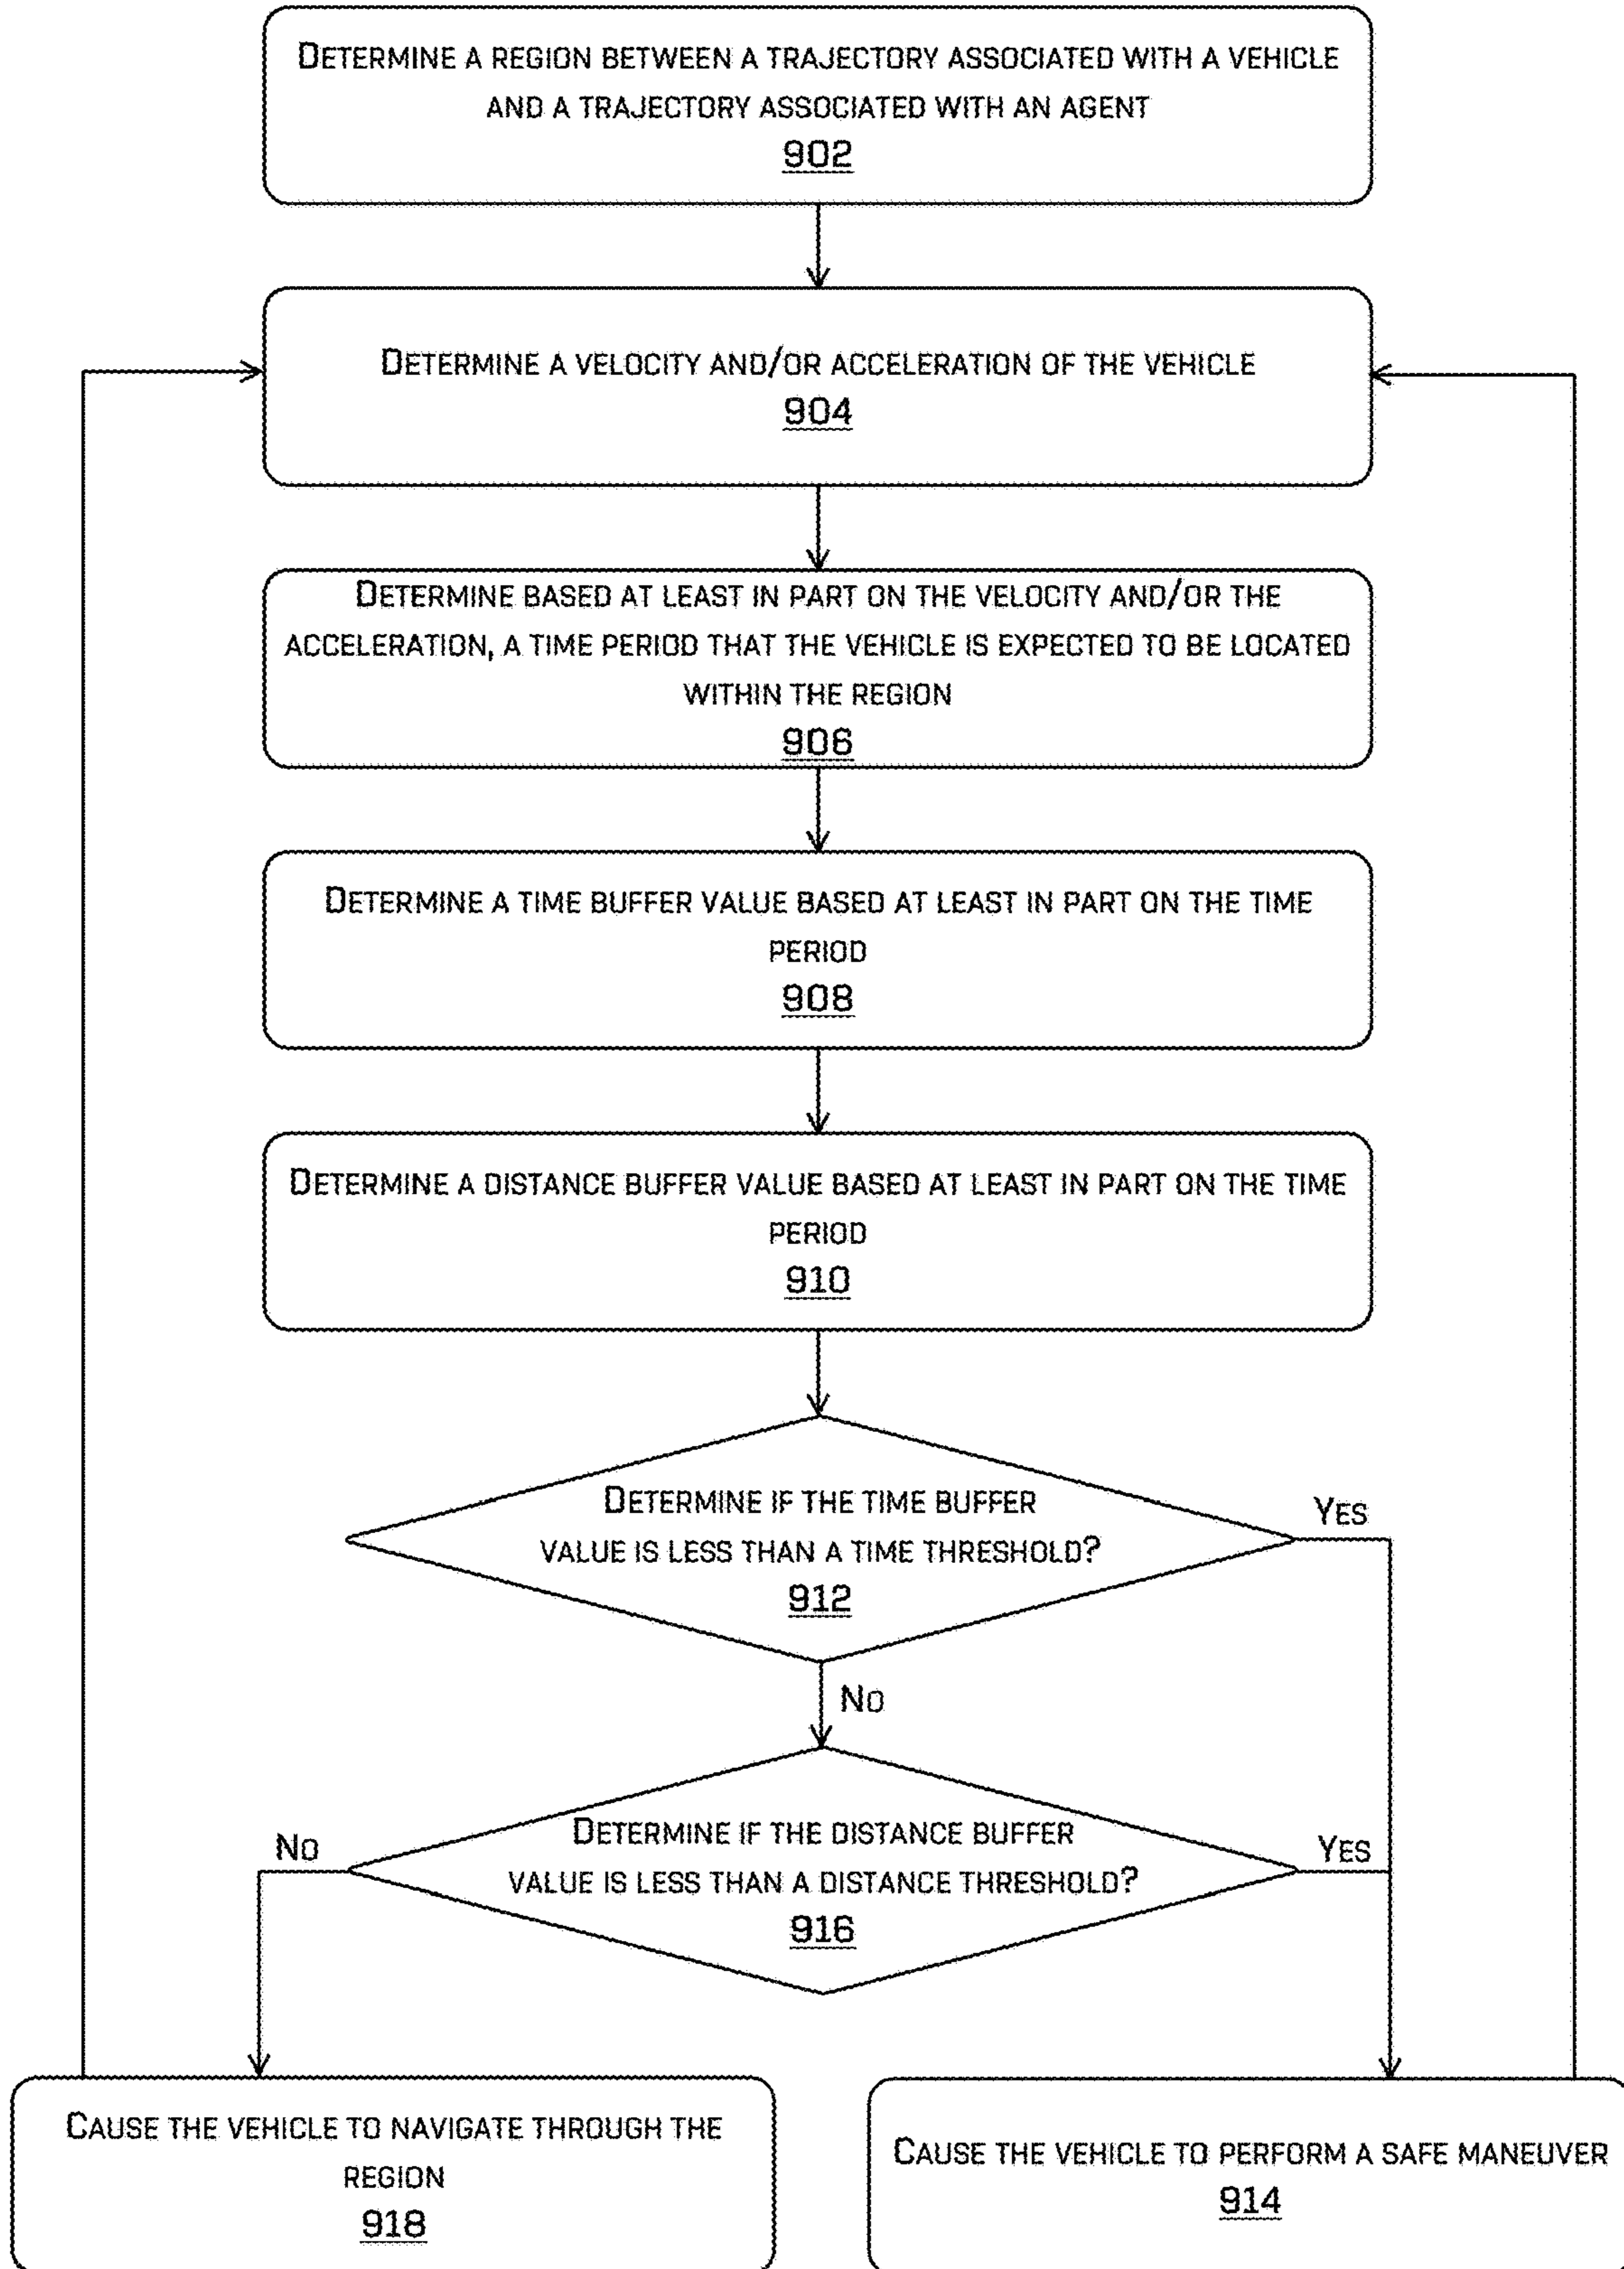 DETERMINE A REGION BETWEEN A TRAJECTORY ASSOCIATED WITH A VEHICLE
AND A TRAJECTORY ASSOCIATED WITH AN AGENT
902
DETERMINE A VELOCITY AND/OR ACCELERATION OF THE VEHICLE
904
DETERMINE BASED AT LEAST IN PART ON THE VELOCITY AND/OR THE
ACCELERATION, A TIME PERIOD THAT THE VEHICLE IS EXPECTED TO BE LOCATED
WITHIN THE REGION
906
DETERMINE A TIME BUFFER VALUE BASED AT LEAST IN PART ON THE TIME
PERIOD
908
DETERMINE A DISTANCE BUFFER VALUE BASED AT LEAST IN PART ON THE TIME
PERIOD
910
DETERMINE IF THE TIME BUFFER
VALUE IS LESS THAN A TIME THRESHOLD?
912
YES
NO
DETERMINE IF THE DISTANCE BUFFER
VALUE IS LESS THAN A DISTANCE THRESHOLD?
916
NO
YES
CAUSE THE VEHICLE TO NAVIGATE THROUGH THE
REGION
918
CAUSE THE VEHICLE TO PERFORM A SAFE MANEUVER
914